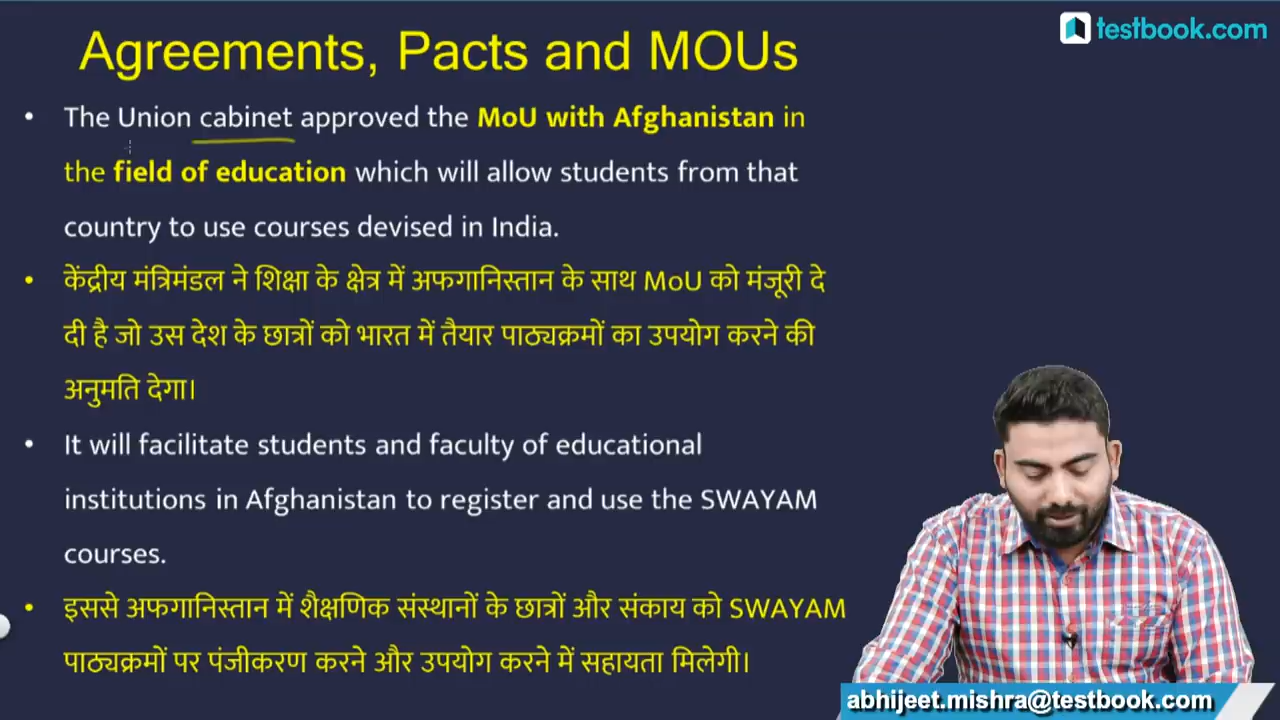 Agreements, Pacts and MOUs
testbook.com
• The Union cabinet approved the MoU with Afghanistan in
the field of education which will allow students from that
country to use courses devised in India.
• केंद्रीय मंत्रिमंडल ने शिक्षा के क्षेत्र में अफगानिस्तान के साथ MoU को मंजूरी दे
दी है जो उस देश के छात्रों को भारत में तैयार पाठ्यक्रमों का उपयोग करने की
अनुमति देगा।
• It will facilitate students and faculty of educational
institutions in Afghanistan to register and use the SWAYAM
courses.
• इससे अफगानिस्तान में शैक्षणिक संस्थानों के छात्रों और संकाय को SWAYAM
पाठ्यक्रमों पर पंजीकरण करने और उपयोग करने में सहायता मिलेगी।
abhijeet.mishra@testbook.com